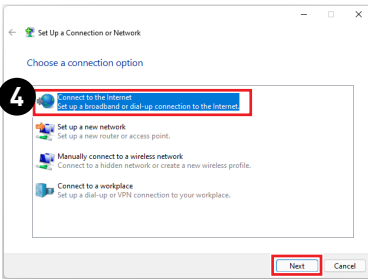 Set Up a Connection or Network
Choose a connection option
4
Connect to the Internet
Set up a broadband or dial-up connection to the Internet.
Set up a new network
Set up a new router or access point.
Manually connect to a wireless network
Connect to a hidden network or create a new wireless profile.
Connect to a workplace
Set up a dial-up or VPN connection to your workplace.
Next Cancel